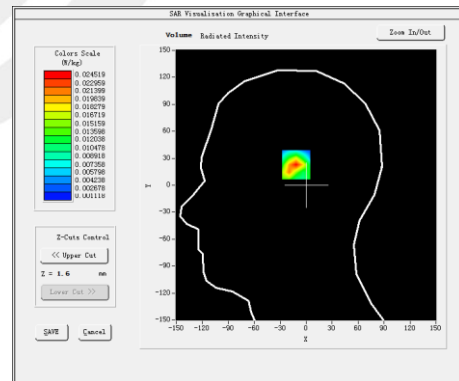 SAR Visualisation Graphical Interface
Volume Radiated Intensity
Zoom In/Out
Colors Scale
(W/kg)
0.024519
0.022959
0.021399
0.019839
0.018279
0.016719
0.015159
0.013598
0.012038
0.010478
0.008918
0.007358
0.005798
0.004238
0.002678
0.001118
Z-Cuts Control
<< Upper Cut
Z = 1.6 mm
Lower Cut >>
SAVE Cancel
150
120
90
60
30
0
-30
-60
-90
-120
-150
Y
-150 -120 -90 -60 -30 0 30 60 90 120 150
X